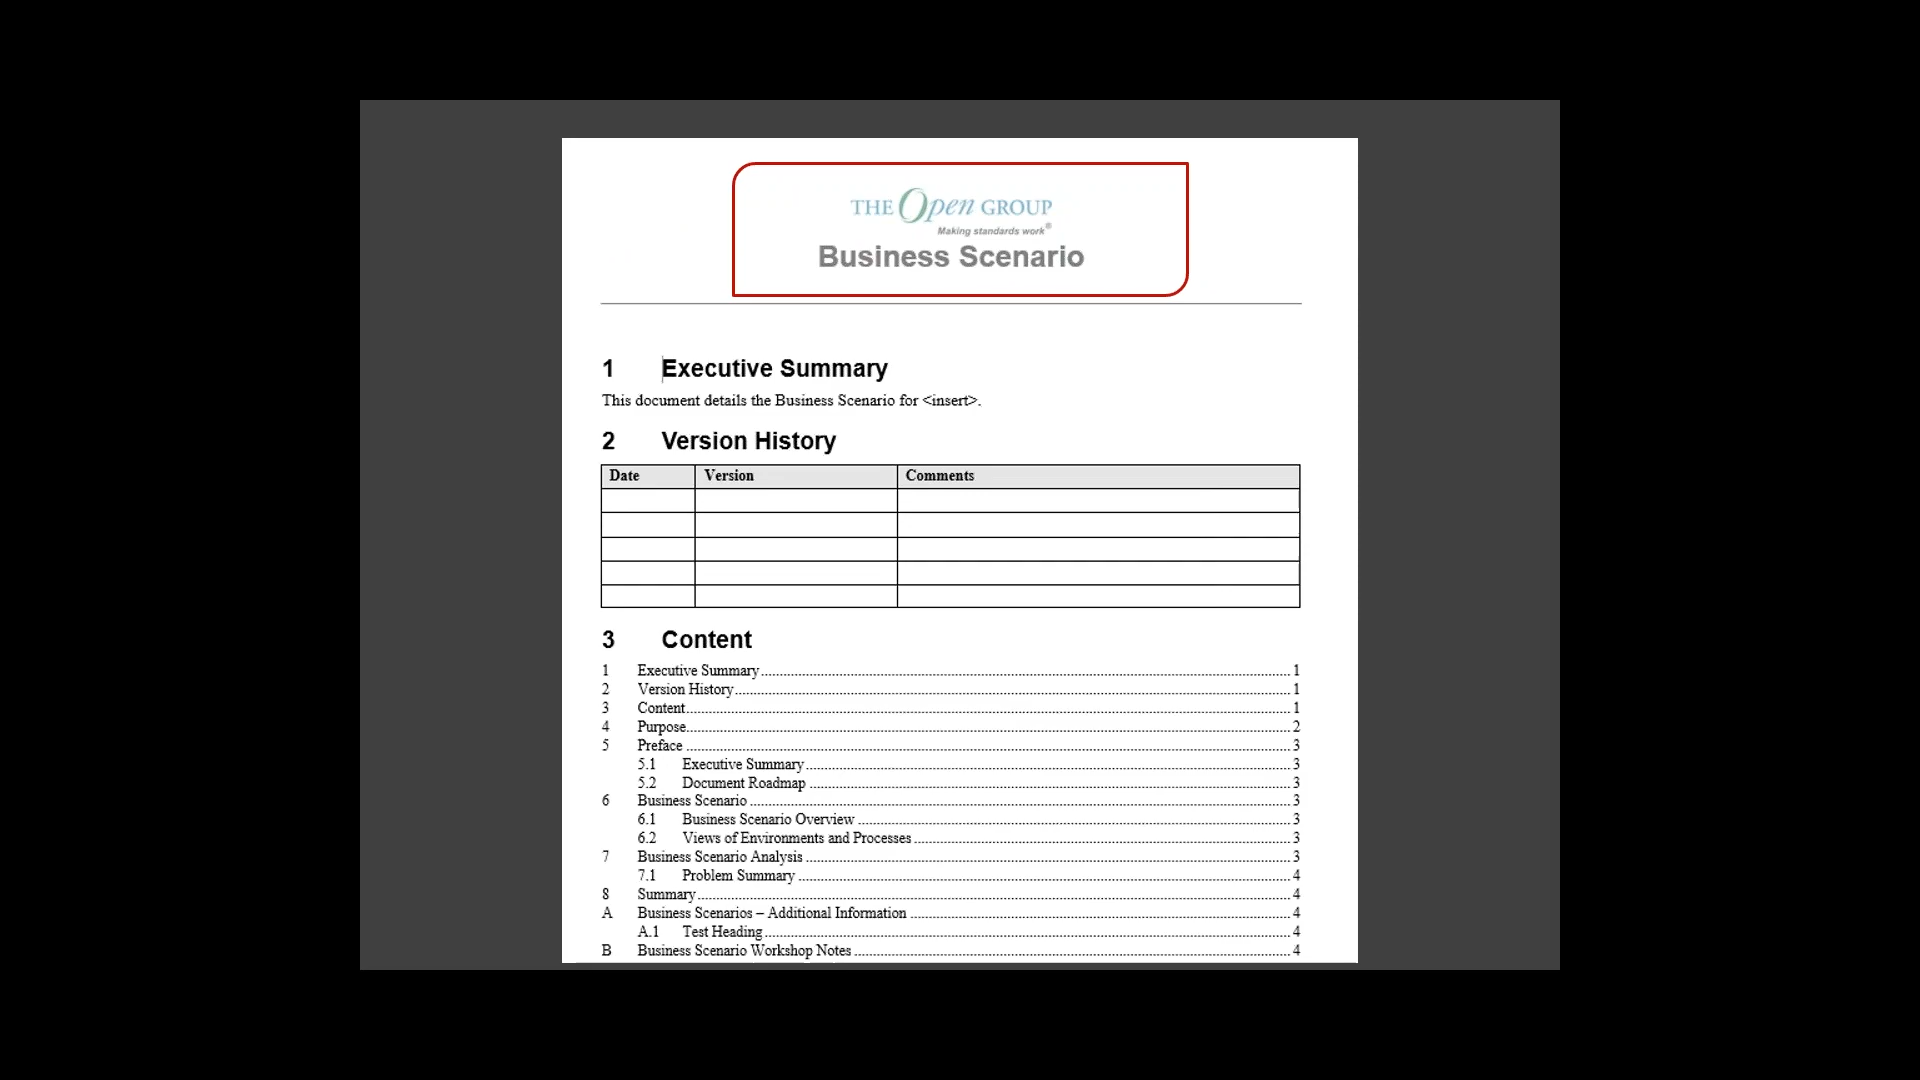 THE Open GROUP
Making standards work®
Business Scenario
1 Executive Summary
This document details the Business Scenario for <insert>.
2 Version History
Date Version Comments
3 Content
1 Executive Summary 1
2 Version History 1
3 Content 1
4 Purpose 2
5 Preface 3
5.1 Executive Summary 3
5.2 Document Roadmap 3
6 Business Scenario 3
6.1 Business Scenario Overview 3
6.2 Views of Environments and Processes 3
7 Business Scenario Analysis 3
7.1 Problem Summary 4
8 Summary 4
A Business Scenarios – Additional Information 4
A.1 Test Heading 4
B Business Scenario Workshop Notes 4